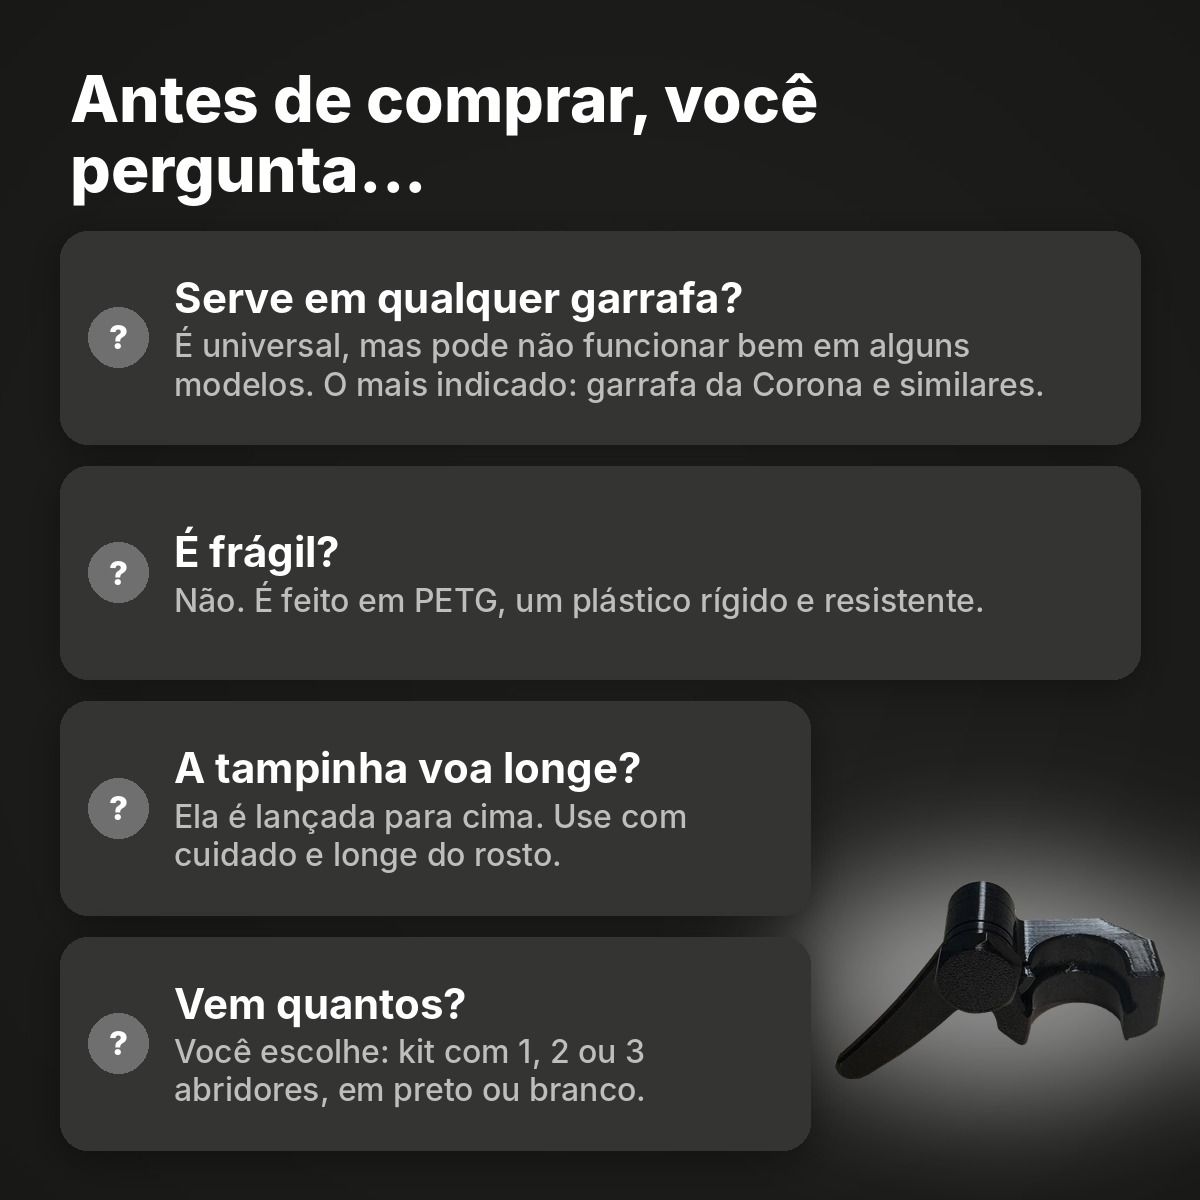 Antes de comprar, você
pergunta...
?
Serve em qualquer garrafa?
É universal, mas pode não funcionar bem em alguns
modelos. O mais indicado: garrafa da Corona e similares.
?
É frágil?
Não. É feito em PETG, um plástico rígido e resistente.
?
A tampinha voa longe?
Ela é lançada para cima. Use com
cuidado e longe do rosto.
?
Vem quantos?
Você escolhe: kit com 1, 2 ou 3
abridores, em preto ou branco.